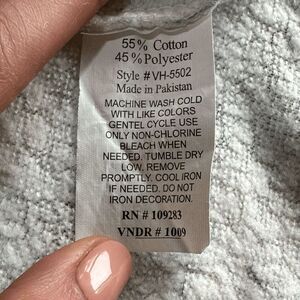 55% Cotton
45% Polyester
Style # VH-5502
Made in Pakistan
MACHINE WASH COLD
WITH LIKE COLORS
GENTEL CYCLE USE
ONLY NON-CHLORINE
BLEACH WHEN
NEEDED. TUMBLE DRY
LOW, REMOVE
PROMPTLY. COOL IRON
IF NEEDED. DO NOT
IRON DECORATION.
RN # 109283
VNDR # 1009